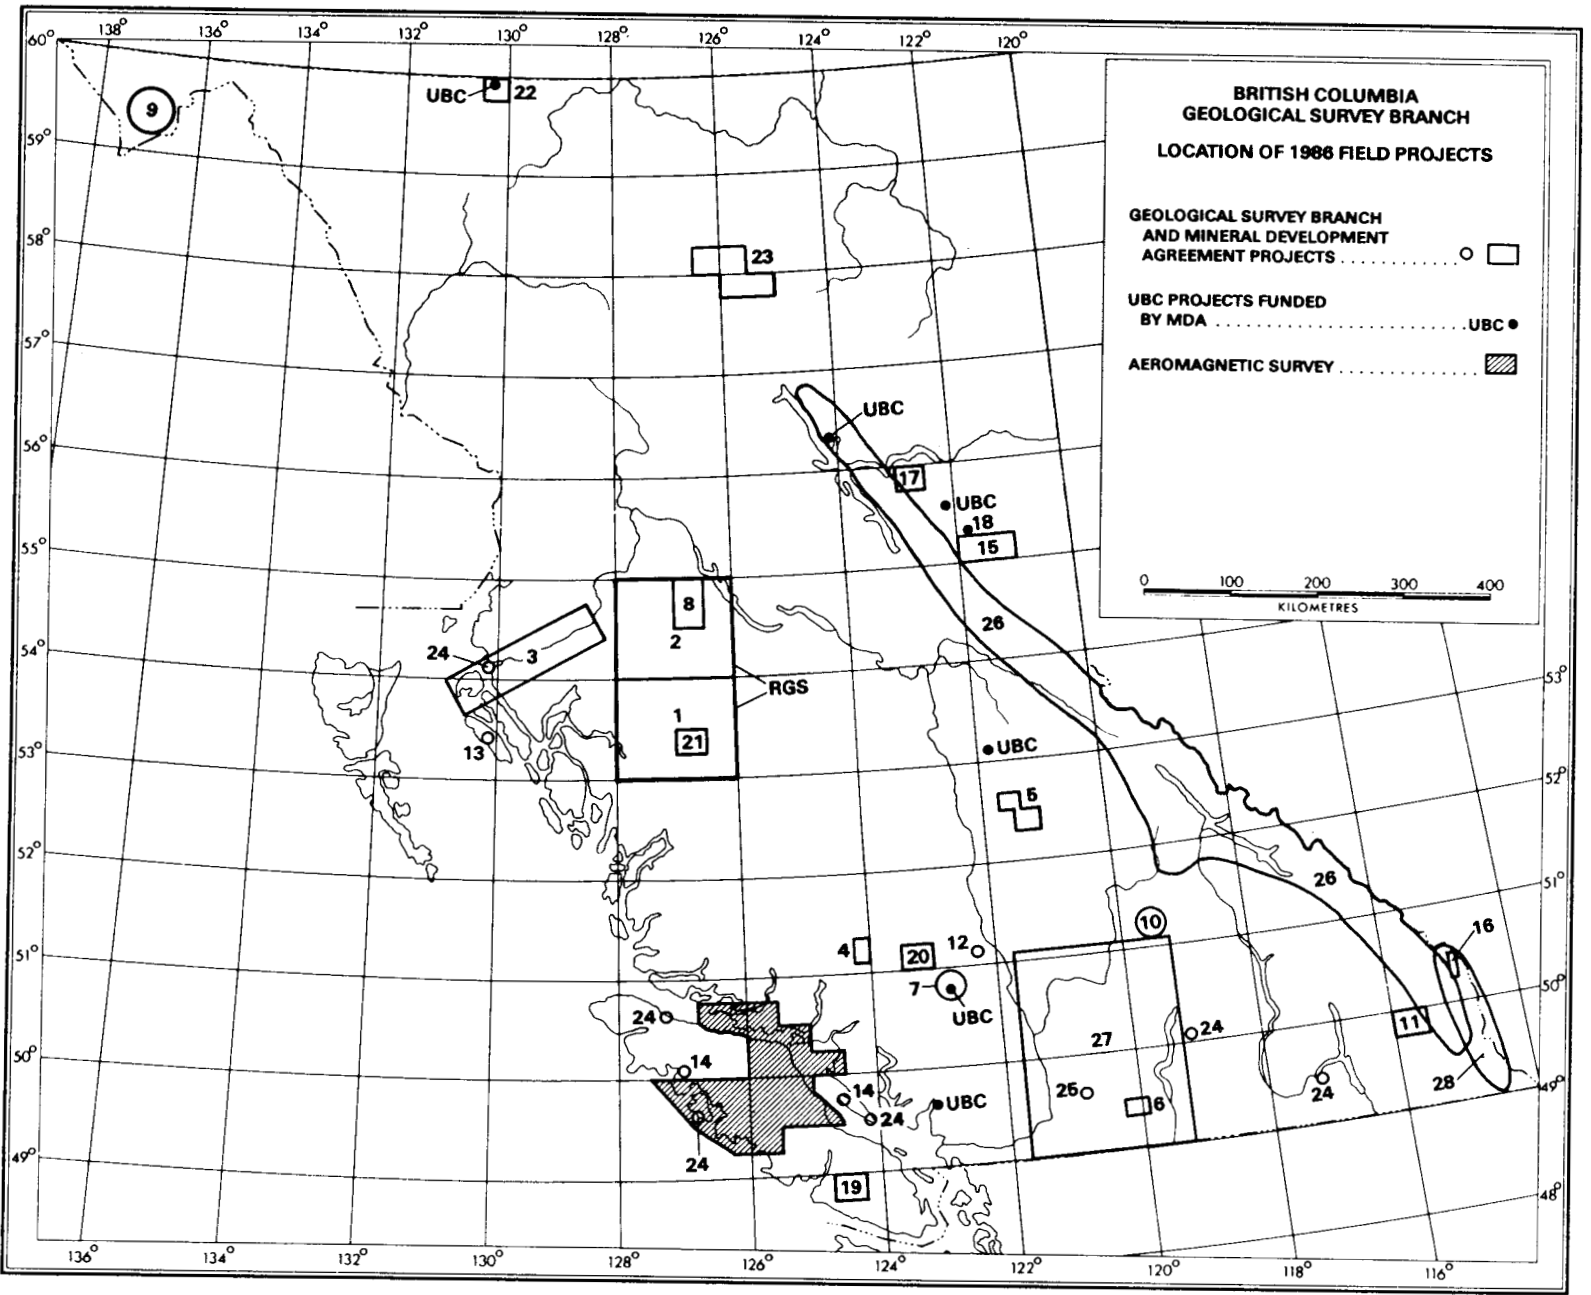 138° 136° 134° 132° 130° 128° 126° 124° 122° 120°
60°
59°
58°
57°
56°
55°
54°
53°
52°
51°
50°
49°
BRITISH COLUMBIA
GEOLOGICAL SURVEY BRANCH
LOCATION OF 1986 FIELD PROJECTS
GEOLOGICAL SURVEY BRANCH
AND MINERAL DEVELOPMENT
AGREEMENT PROJECTS
UBC PROJECTS FUNDED
BY MDA UBC
AEROMAGNETIC SURVEY
0 100 200 300 400
KILOMETRES
9
UBC 22
23
UBC
17
UBC
18
15
8
2
26
24 3
RGS
1
21
13
UBC
5
26
10
16
4
20
12
7
UBC
24
27
24
11
14
14
25
6
UBC
24
24
28
24
19
53°
52°
51°
50°
49°
48°
136° 134° 132° 130° 128° 126° 124° 122° 120° 118° 116°